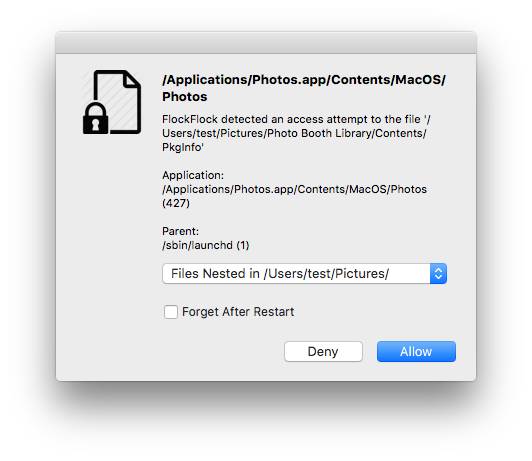 /Applications/Photos.app/Contents/MacOS/
Photos
FlockFlock detected an access attempt to the file '/
Users/test/Pictures/Photo Booth Library/Contents/
PkgInfo'
Application:
/Applications/Photos.app/Contents/MacOS/Photos
(427)
Parent:
/sbin/launchd (1)
Files Nested in /Users/test/Pictures/
Forget After Restart
Deny
Allow